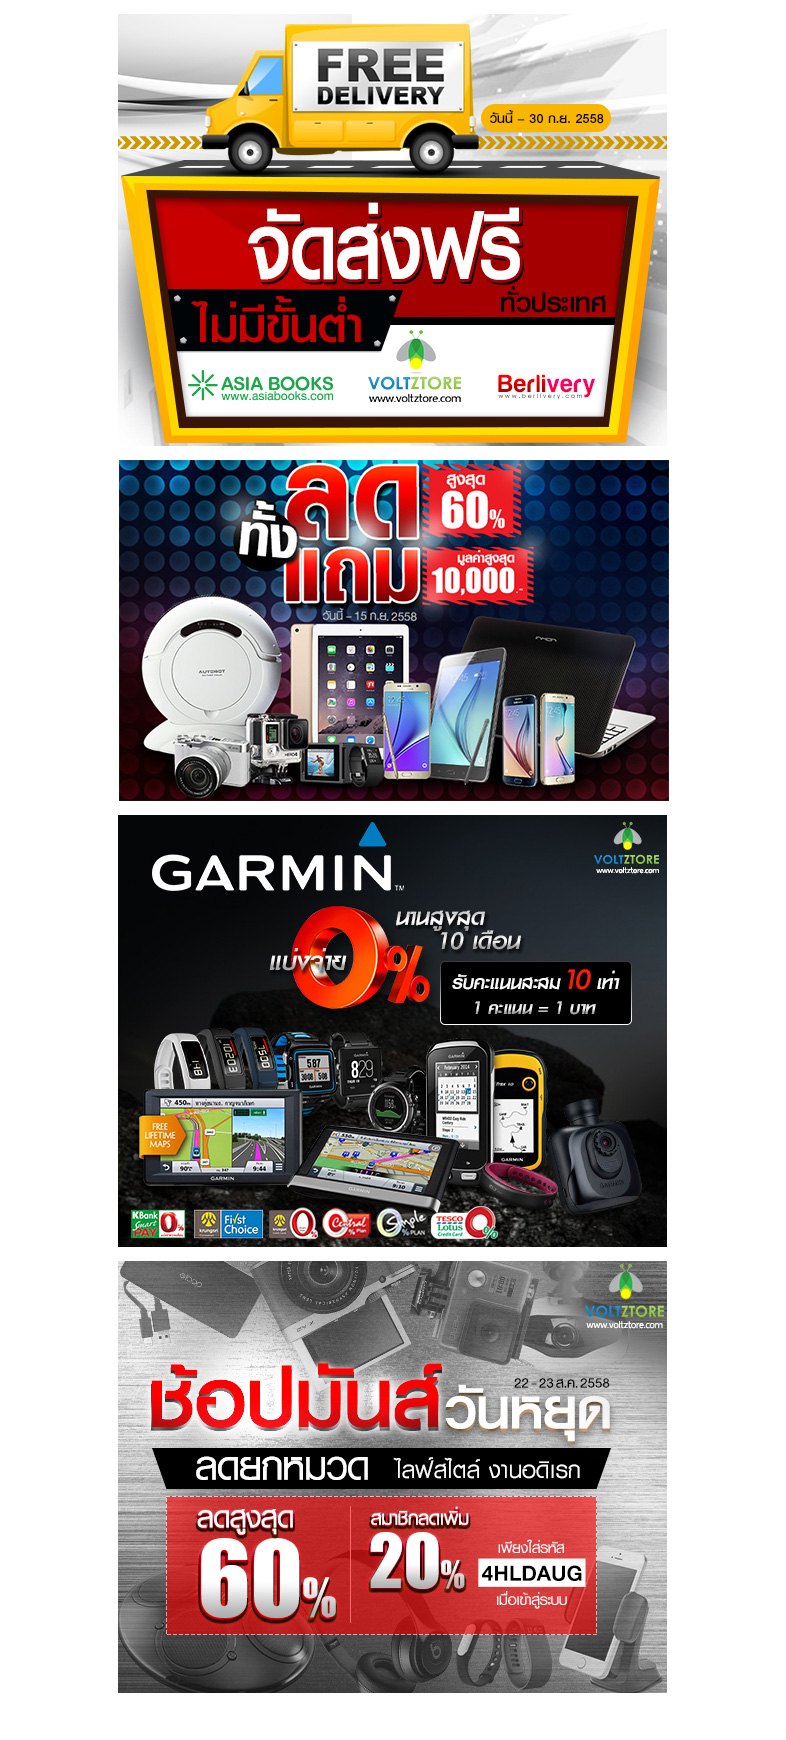 FREE
DELIVERY
วันนี้ - 30 ก.ย. 2558
จัดส่งฟรี
ทั่วประเทศ
ไม่มีขั้นต่ำ
ASIA BOOKS
www.asiabooks.com
VOLTZTORE
www.voltztore.com
Berlivery
www.berlivery.com
ทั้ง
ลด
สูงสุด
60%
แถม
มูลค่าสูงสุด
10,000.-
วันนี้ - 15 ก.ย. 2558
AUTOBOT
GARMIN™
VOLTZTORE
www.voltztore.com
แบ่งจ่าย
0%
นานสูงสุด
10 เดือน
รับคะแนนสะสม 10 เท่า
1 คะแนน = 1 บาท
FREE
LIFETIME
MAPS
GARMIN
GARMIN
GARMIN
GARMIN
KBank
Smart
PAY
0%
krungsri
First
Choice
0%
Central
%PLAN
Simple
%PLAN
TESCO
Lotus
Credit Card
0%
VOLTZTORE
www.voltztore.com
ช้อปมันส์
22 - 23 ส.ค. 2558
วันหยุด
ลดยกหมวด ไลฟ์สไตล์ งานอดิเรก
ลดสูงสุด
60%
สมาชิกลดเพิ่ม
20%
เพียงใส่รหัส
4HLDAUG
เมื่อเข้าสู่ระบบ